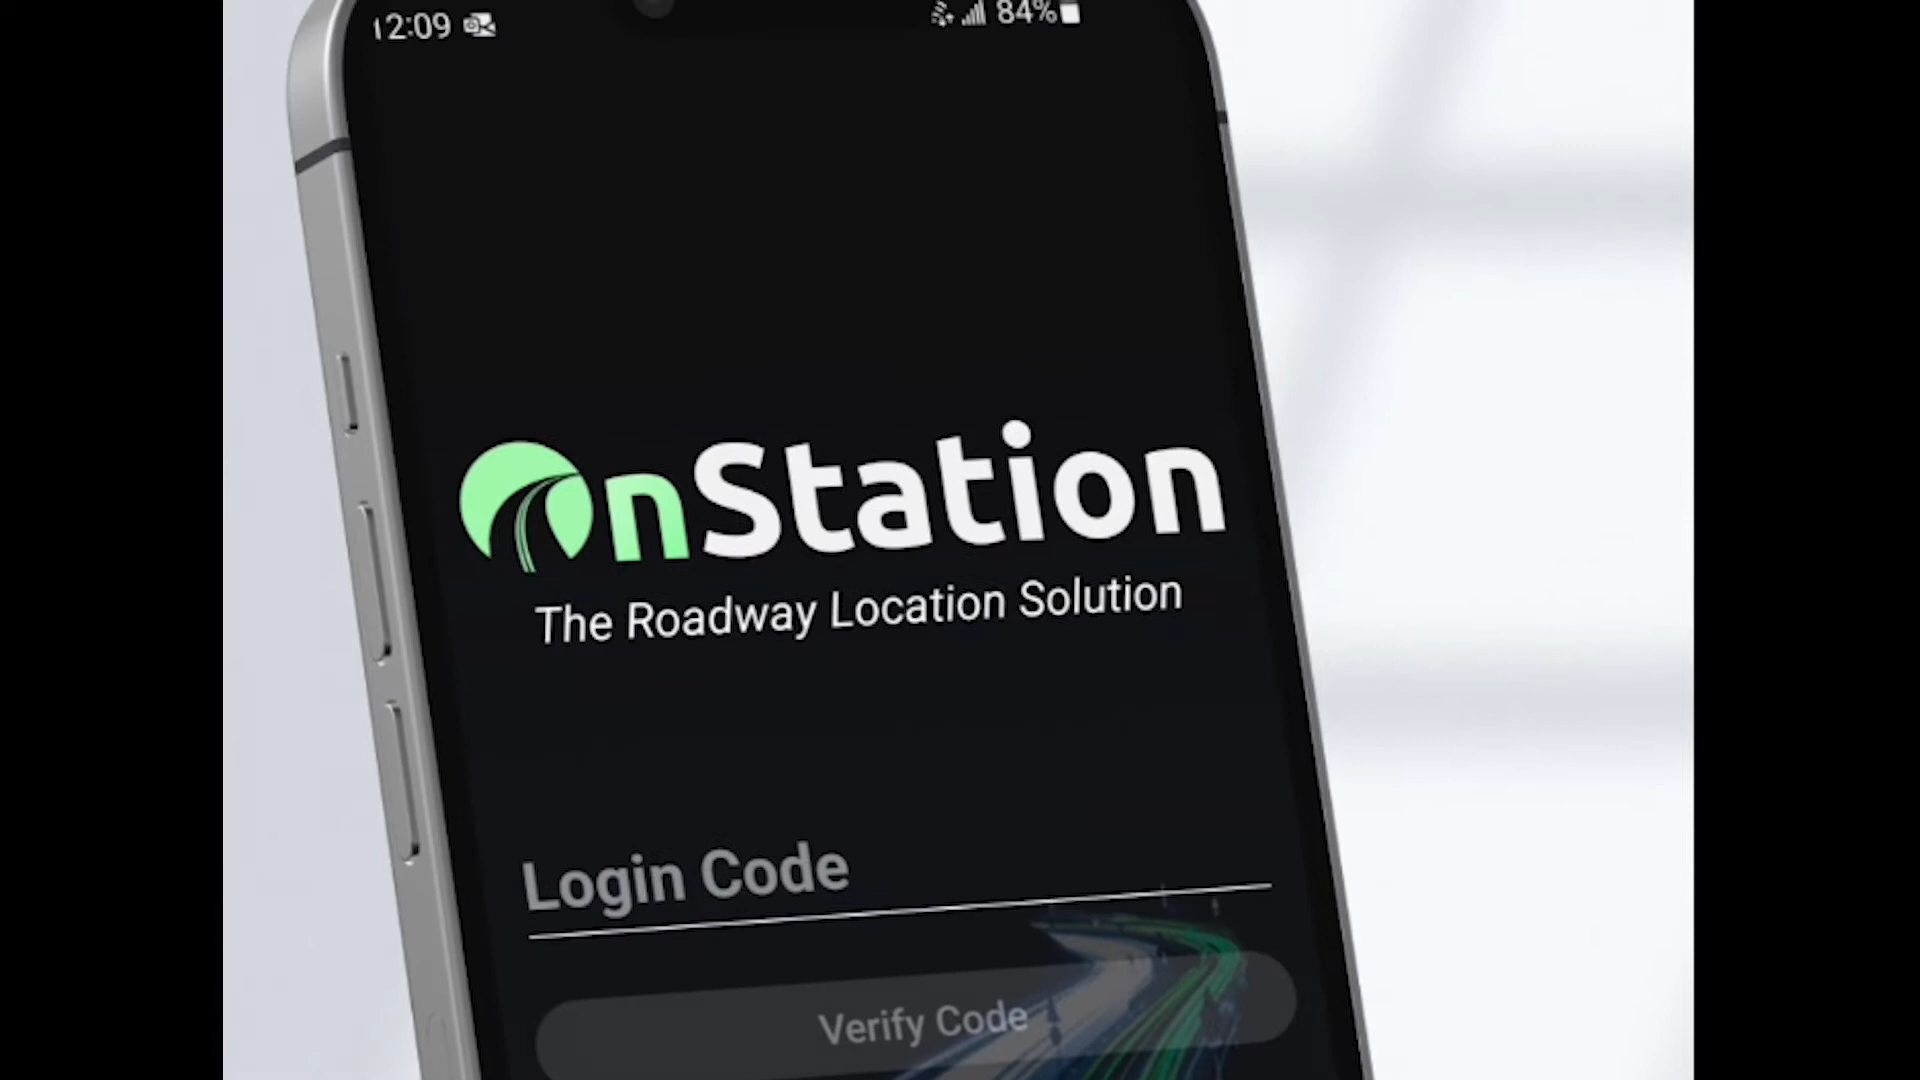 12:09
84%
OnStation
The Roadway Location Solution
Login Code
Verify Code